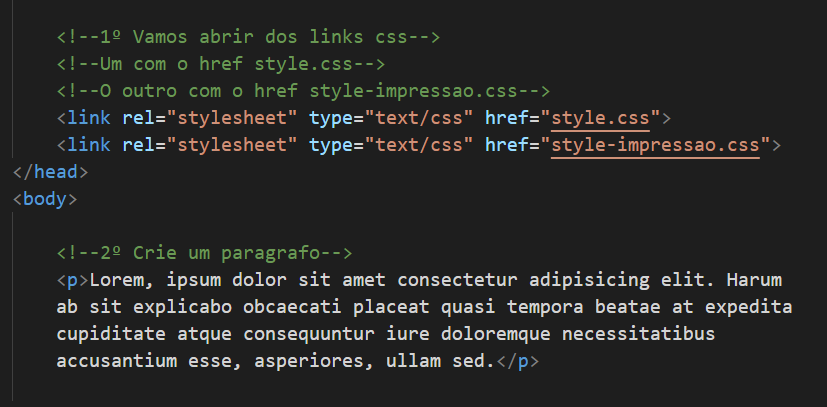 <!--1º Vamos abrir dos links css-->
<!--Um com o href style.css-->
<!--O outro com o href style-impressao.css-->
<link rel="stylesheet" type="text/css" href="style.css">
<link rel="stylesheet" type="text/css" href="style-impressao.css">
</head>
<body>
<!--2º Crie um paragrafo-->
<p>Lorem, ipsum dolor sit amet consectetur adipisicing elit. Harum
ab sit explicabo obcaecati placeat quasi tempora beatae at expedita
cupiditate atque consequuntur iure doloremque necessitatibus
accusantium esse, asperiores, ullam sed.</p>